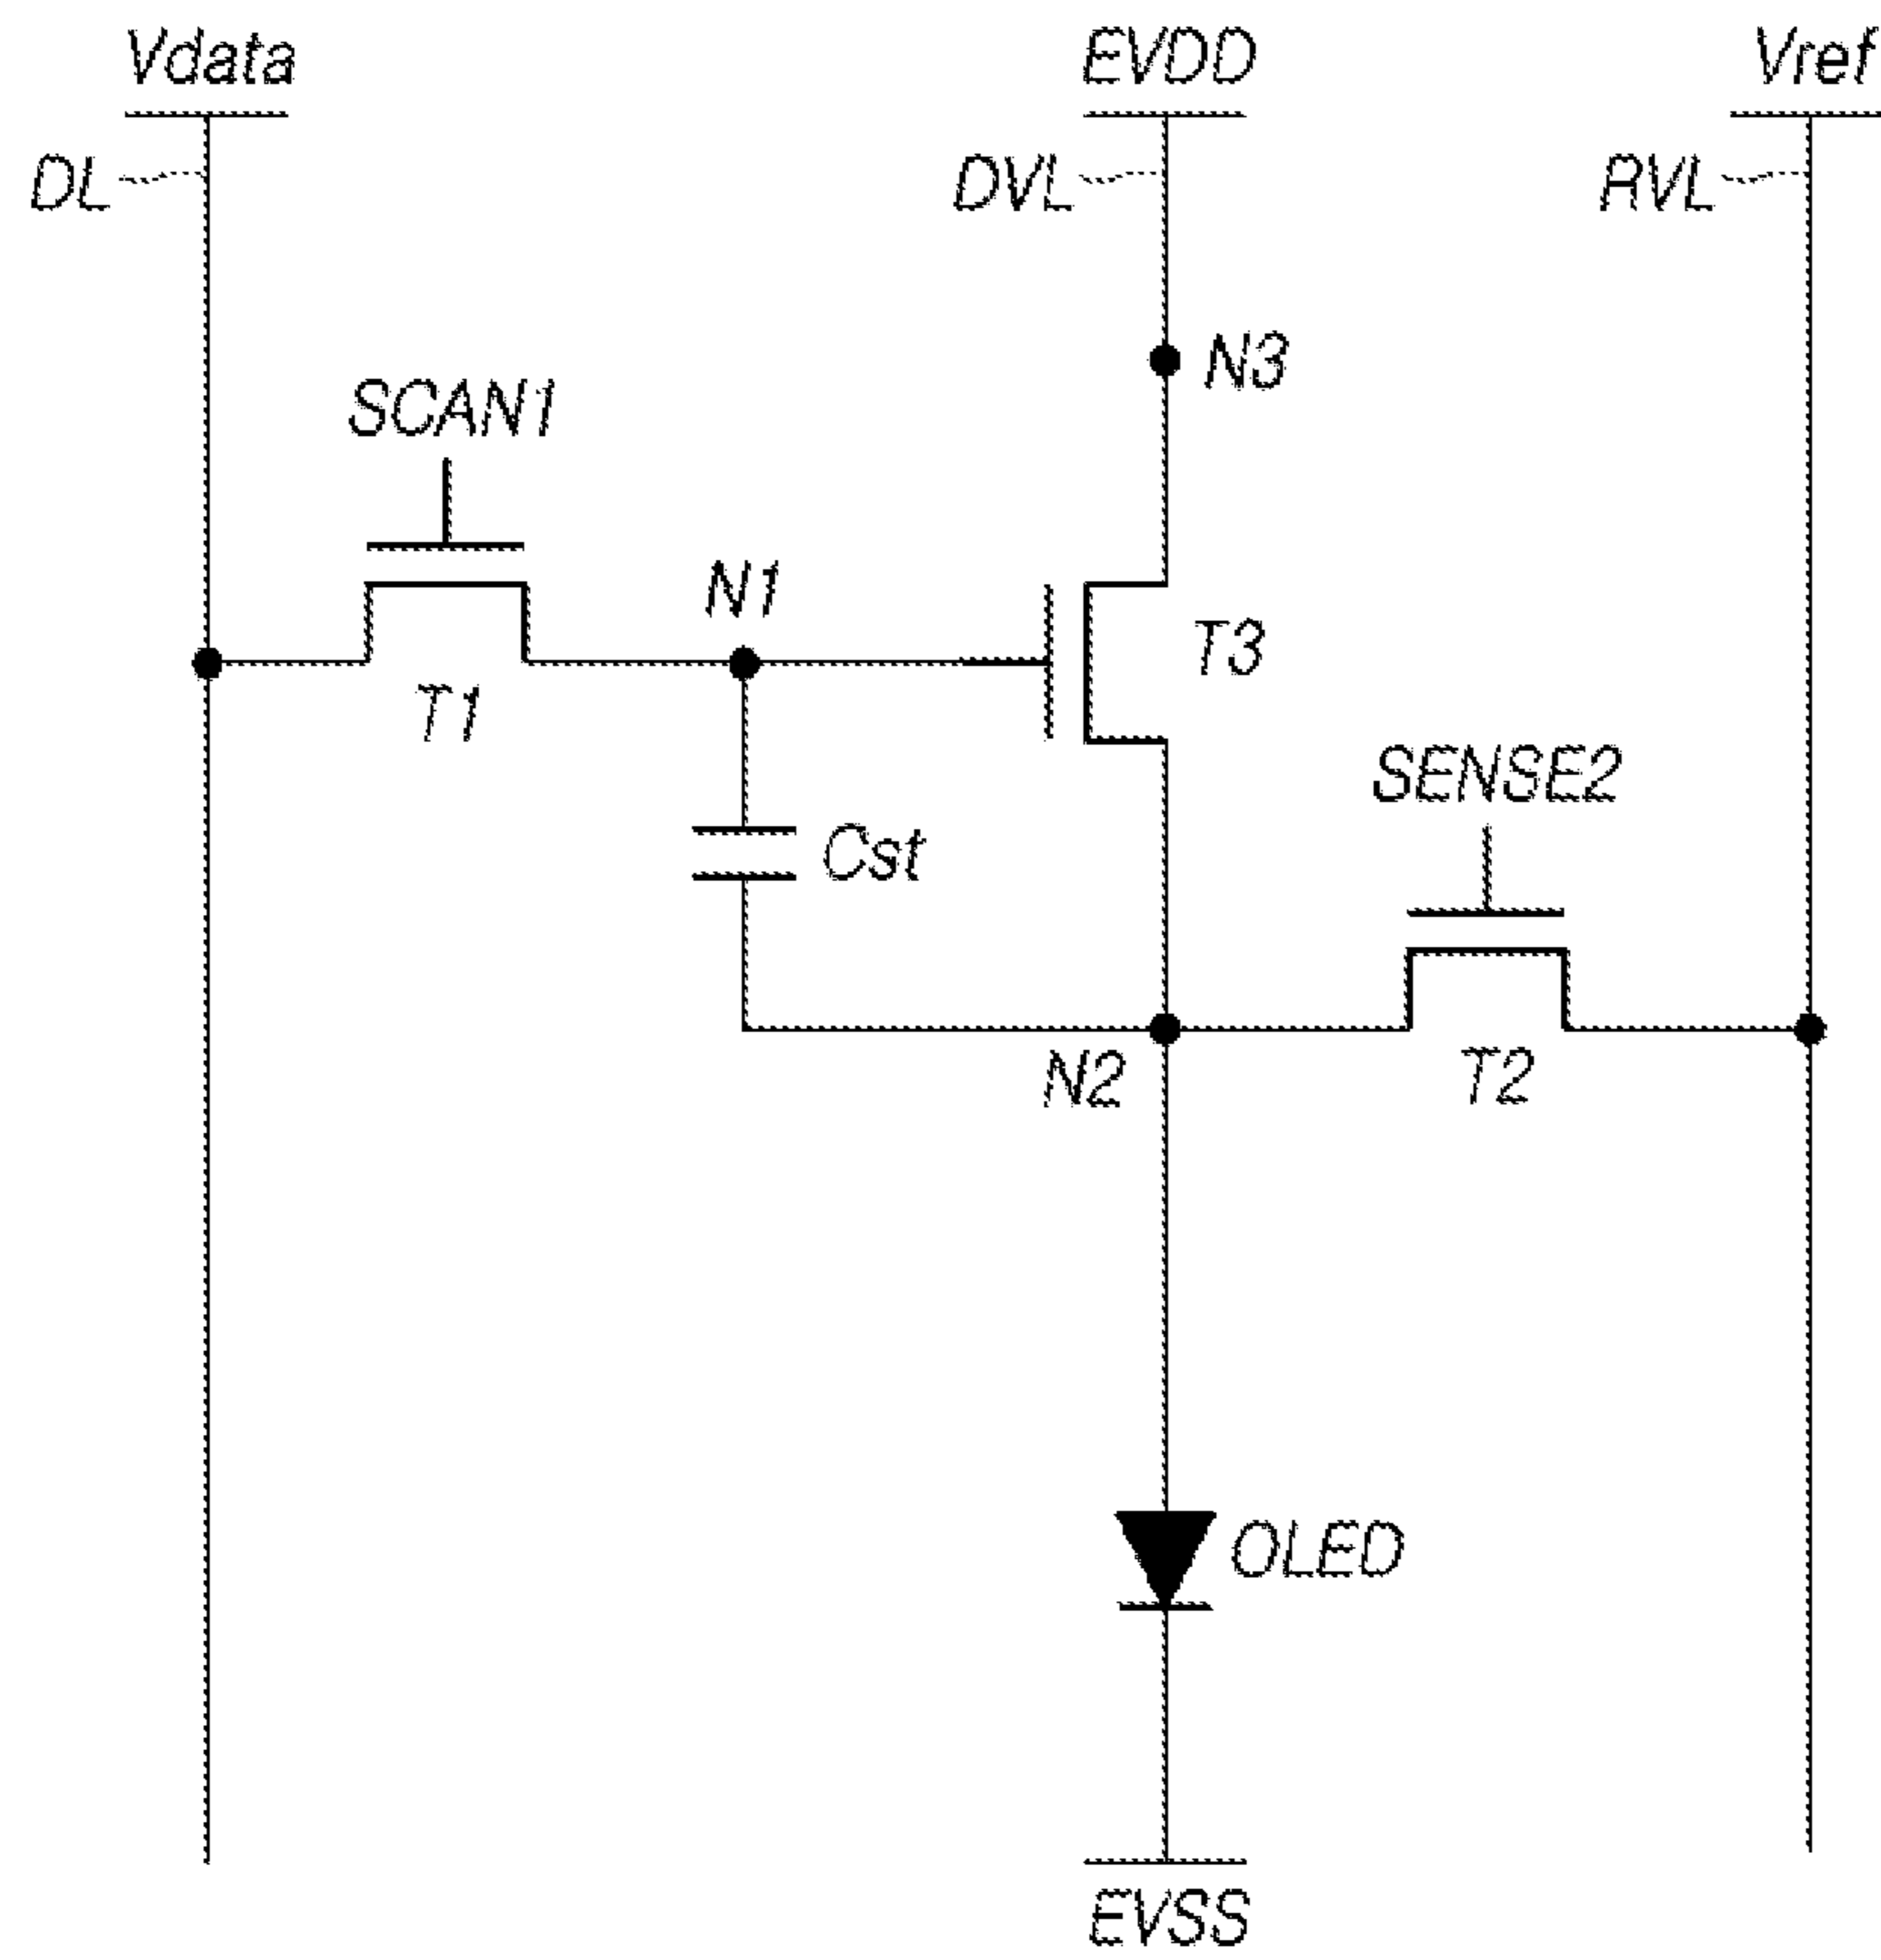 Vdata
EVDD
Vref
DL
DVL
RVL
N3
SCAN1
N1
T3
T1
SENSE2
Cst
N2
T2
OLED
EVSS